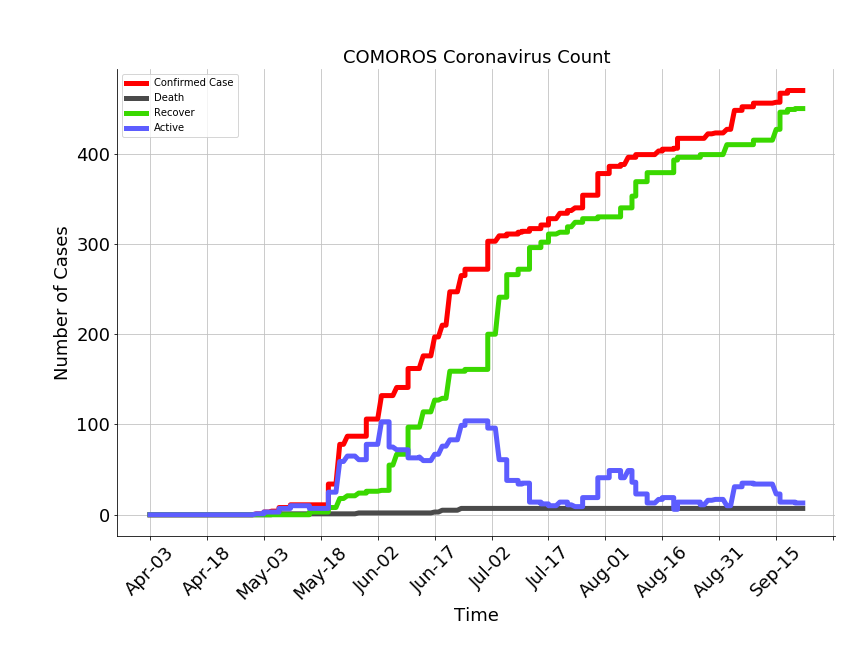 COMOROS Coronavirus Count
Confirmed Case
Death
Recover
Active
Number of Cases
400
300
200
100
0
Apr-03
Apr-18
May-03
May-18
Jun-02
Jun-17
Jul-02
Jul-17
Aug-01
Aug-16
Aug-31
Sep-15
Time